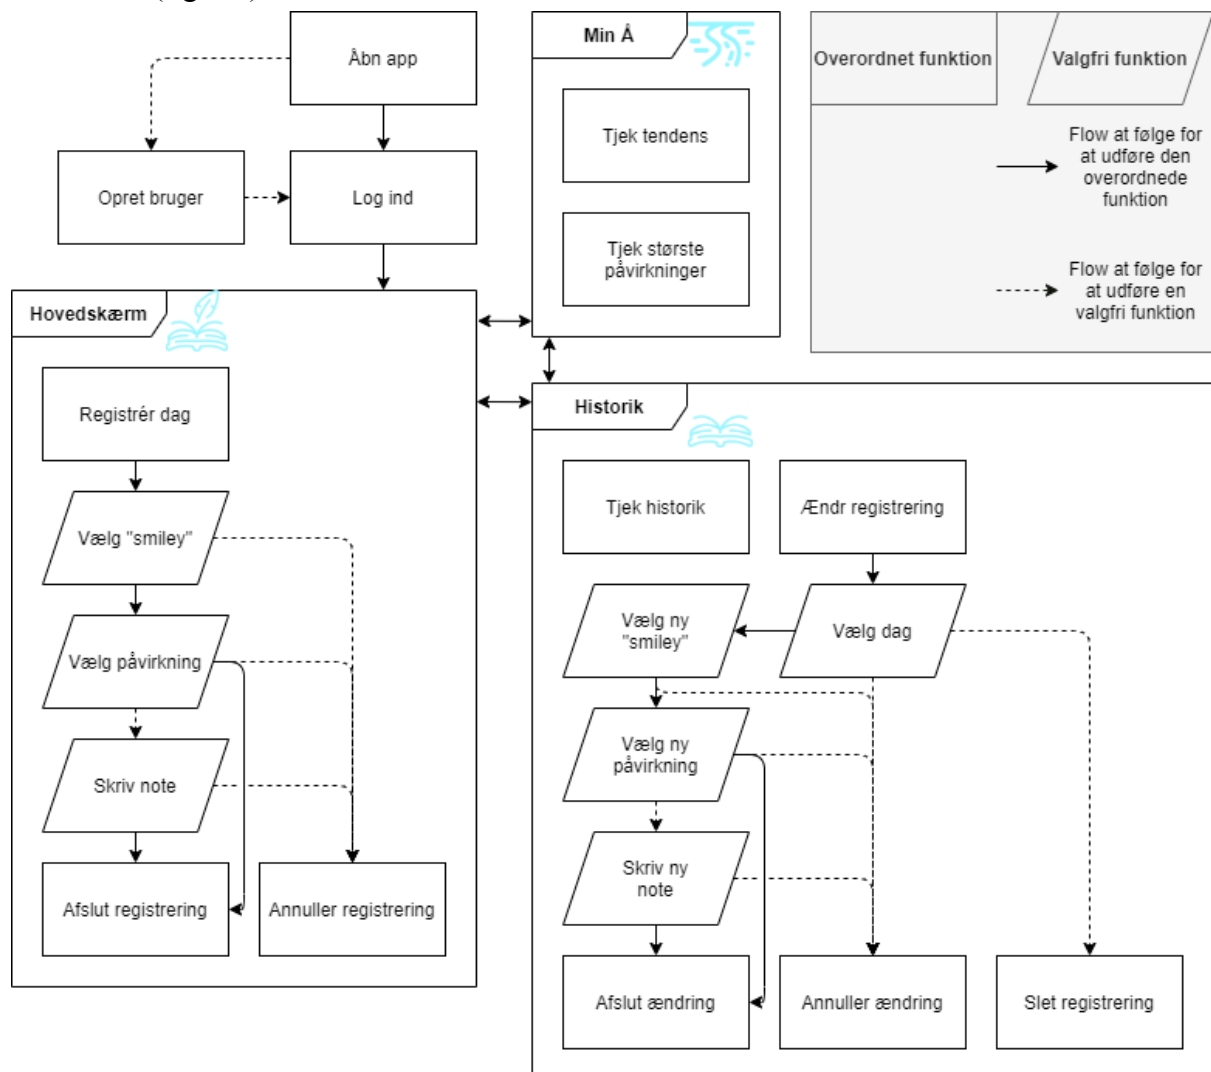 Åbn app
Opret bruger
Log ind
Min Å
Tjek tendens
Tjek største
påvirkninger
Overordnet funktion
Valgfri funktion
Flow at følge for
at udføre den
overordnede
funktion
Flow at følge for
at udføre en
valgfri funktion
Hovedskærm
Registrér dag
Vælg "smiley"
Vælg påvirkning
Skriv note
Afslut registrering
Annuller registrering
Historik
Tjek historik
Ændr registrering
Vælg ny
"smiley"
Vælg dag
Vælg ny
påvirkning
Skriv ny
note
Afslut ændring
Annuller ændring
Slet registrering